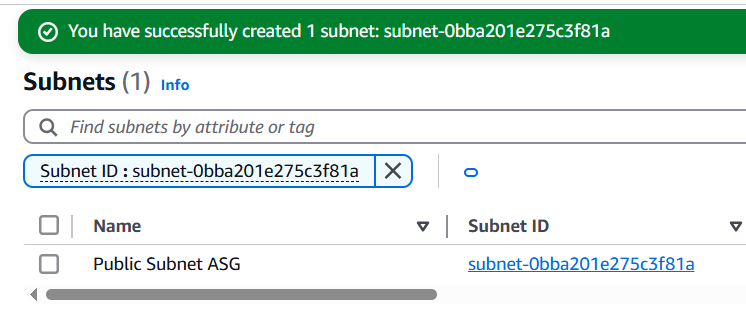 You have successfully created 1 subnet: subnet-0bba201e275c3f81a
Subnets (1) Info
Find subnets by attribute or tag
Subnet ID : subnet-0bba201e275c3f81a
Name Subnet ID
Public Subnet ASG subnet-0bba201e275c3f81a